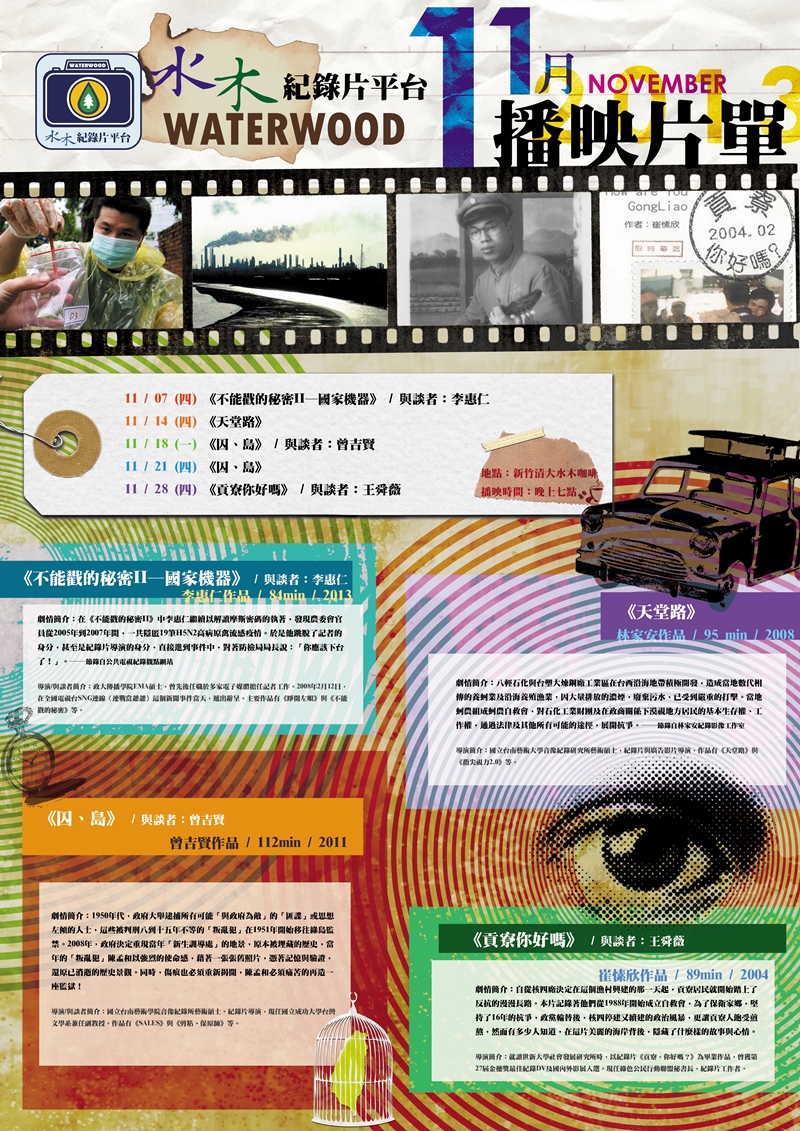 WATERWOOD
水木紀錄片平台
水木 紀錄片平台
WATERWOOD
11月 NOVEMBER
2013
播映片單
D3
How are You
GongLiao
作者：崔愫欣
貢寮
2004.02
你好嗎?
11 / 07 (四) 《不能戳的秘密II—國家機器》 / 與談者：李惠仁
11 / 14 (四) 《天堂路》
11 / 18 (一) 《囚、島》 / 與談者：曾吉賢
11 / 21 (四) 《囚、島》
11 / 28 (四) 《貢寮你好嗎》 / 與談者：王舜薇
地點：新竹清大水木咖啡
播映時間：晚上七點
《不能戳的秘密II—國家機器》 / 與談者：李惠仁
李惠仁作品 / 84min / 2013
劇情簡介：在《不能戳的秘密II》中李惠仁繼續以解讀摩斯密碼的執著，發現農委會官
員從2005年到2007年間，一共隱匿19筆H5N2高病原禽流感疫情。於是他跳脫了記者的
身分，甚至是紀錄片導演的身分，直接進到事件中，對著防檢局局長說：「你應該下台
了！」。——節錄自公共電視紀錄觀點網站
導演/與談者簡介：政大傳播學院EMA碩士，曾先後任職於多家電子媒體擔任記者工作。2008年2月12日，
在全國電視台SNG連線〈連戰當爺爺〉這個新聞事件當天，遞出辭呈。主要作品有《睜開左眼》與《不能
戳的秘密》等。
《天堂路》
林家安作品 / 95 min / 2008
劇情簡介：八輕石化與台塑大煉鋼廠工業區在台西沿海地帶積極開發，造成當地數代相
傳的養蚵業及沿海養殖漁業，因大量排放的濃煙、廢棄污水，已受到嚴重的打擊。當地
蚵農組成蚵農自救會，對石化工業財團及在政商關係下漠視地方居民的基本生存權、工
作權，通過法律及其他所有可能的途徑，展開抗爭。——節錄自林家安紀錄影像工作室
導演簡介：國立台南藝術大學音像紀錄研究所藝術碩士、紀錄片與廣告影片導演，作品有《天堂路》與
《指尖視力2.0》等。
《囚、島》 / 與談者：曾吉賢
曾吉賢作品 / 112min / 2011
劇情簡介：1950年代，政府大舉逮捕所有可能「與政府為敵」的「匪諜」或思想
左傾的人士，這些被判刑八到十五年不等的「叛亂犯」在1951年開始移往綠島監
禁。2008年，政府決定重現當年「新生訓導處」的地景，原本被埋藏的歷史，當
年的「叛亂犯」陳孟和以強烈的使命感，藉著一張張的照片，憑著記憶與驗證，
還原已消逝的歷史景觀。同時，傷痕也必須重新揭開，陳孟和必須痛苦的再造一
座監獄！
導演/與談者簡介：國立台南藝術學院音像紀錄所藝術碩士。紀錄片導演，現任國立成功大學台灣
文學系兼任副教授。作品有《SALES》與《剪粘，保原師》等。
《貢寮你好嗎》 / 與談者：王舜薇
崔愫欣作品 / 89min / 2004
劇情簡介：自從核四廠決定在這個漁村興建的那一天起，貢寮居民就開始踏上了
反抗的漫漫長路。本片記錄著他們從1988年開始成立自救會，為了保衛家鄉，堅
持了16年的抗爭，政黨輪替後，核四停建又續建的政治風暴，更讓貢寮人飽受煎
熬，然而有多少人知道，在這片美麗的海岸背後，隱藏了什麼樣的故事與心情。
導演簡介：就讀世新大學社會發展研究所時，以紀錄片《貢寮，你好嗎？》為畢業作品，曾獲第
27屆金穗獎最佳紀錄DV及國內外影展入選。現任綠色公民行動聯盟秘書長、紀錄片工作者。